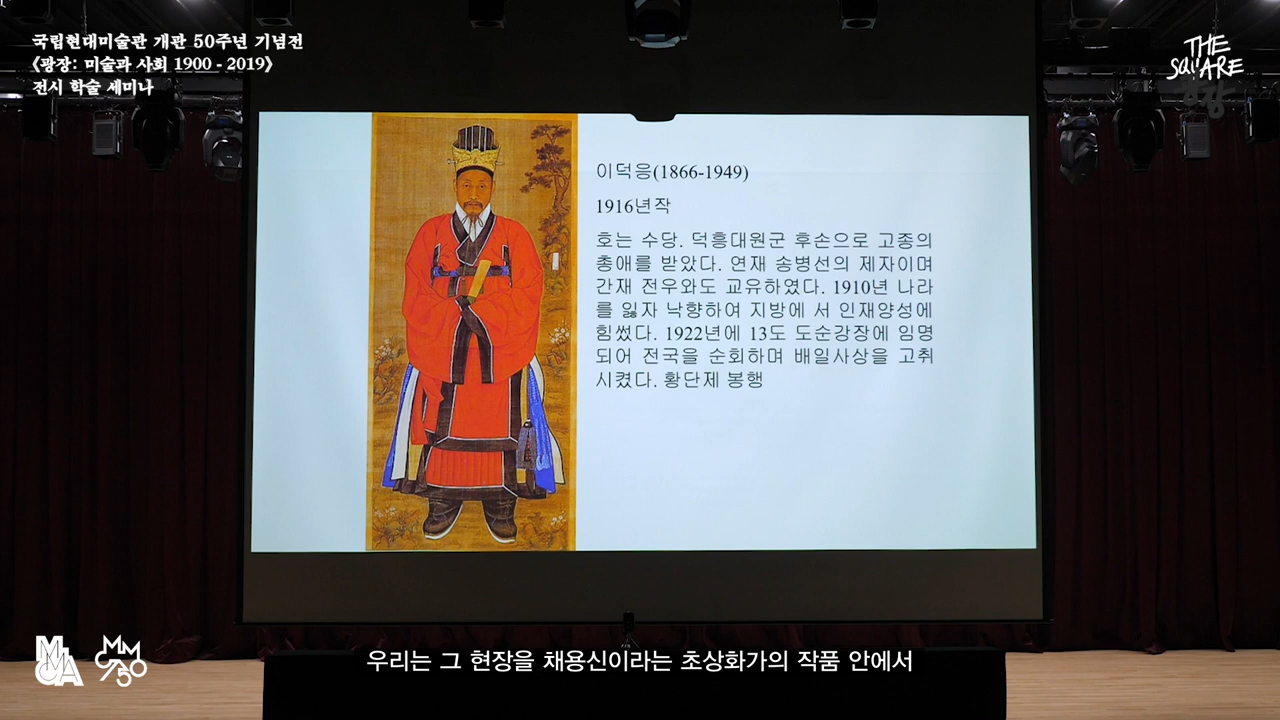 국립현대미술관 개관 50주년 기념전
《광장: 미술과 사회 1900 - 2019》
전시 학술 세미나
THE
SQUARE
광장
이덕응(1866-1949)
1916년작
호는 수당. 덕흥대원군 후손으로 고종의
총애를 받았다. 연재 송병선의 제자이며
간재 전우와도 교유하였다. 1910년 나라
를 잃자 낙향하여 지방에 서 인재양성에
힘썼다. 1922년에 13도 도순강장에 임명
되어 전국을 순회하며 배일사상을 고취
시켰다. 황단제 봉행
MMCA
MMCA50
우리는 그 현장을 채용신이라는 초상화가의 작품 안에서